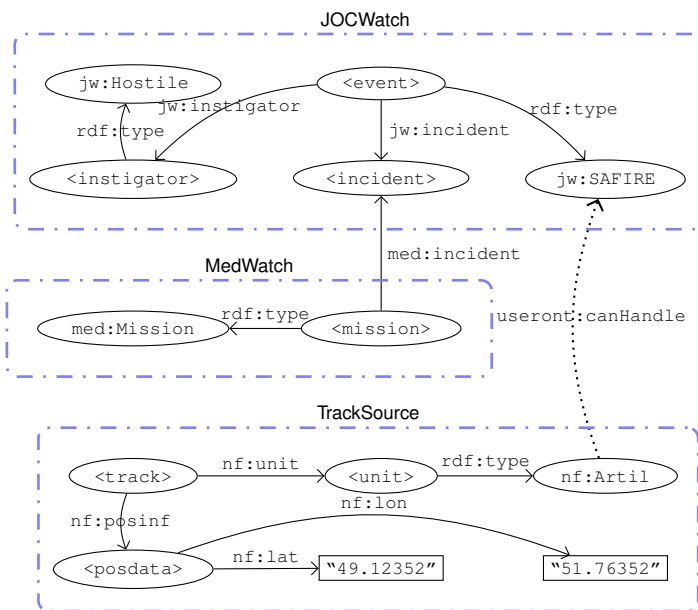 JOCWatch
jw:Hostile
<event>
jw:instigator
rdf:type
rdf:type
jw:incident
<instigator>
<incident>
jw:SAFIRE
med:incident
MedWatch
rdf:type
med:Mission
<mission>
useront:canHandle
TrackSource
<track>
nf:unit
<unit>
rdf:type
nf:Artil
nf:lon
nf:posinf
nf:lat
<posdata>
“49.12352”
“51.76352”